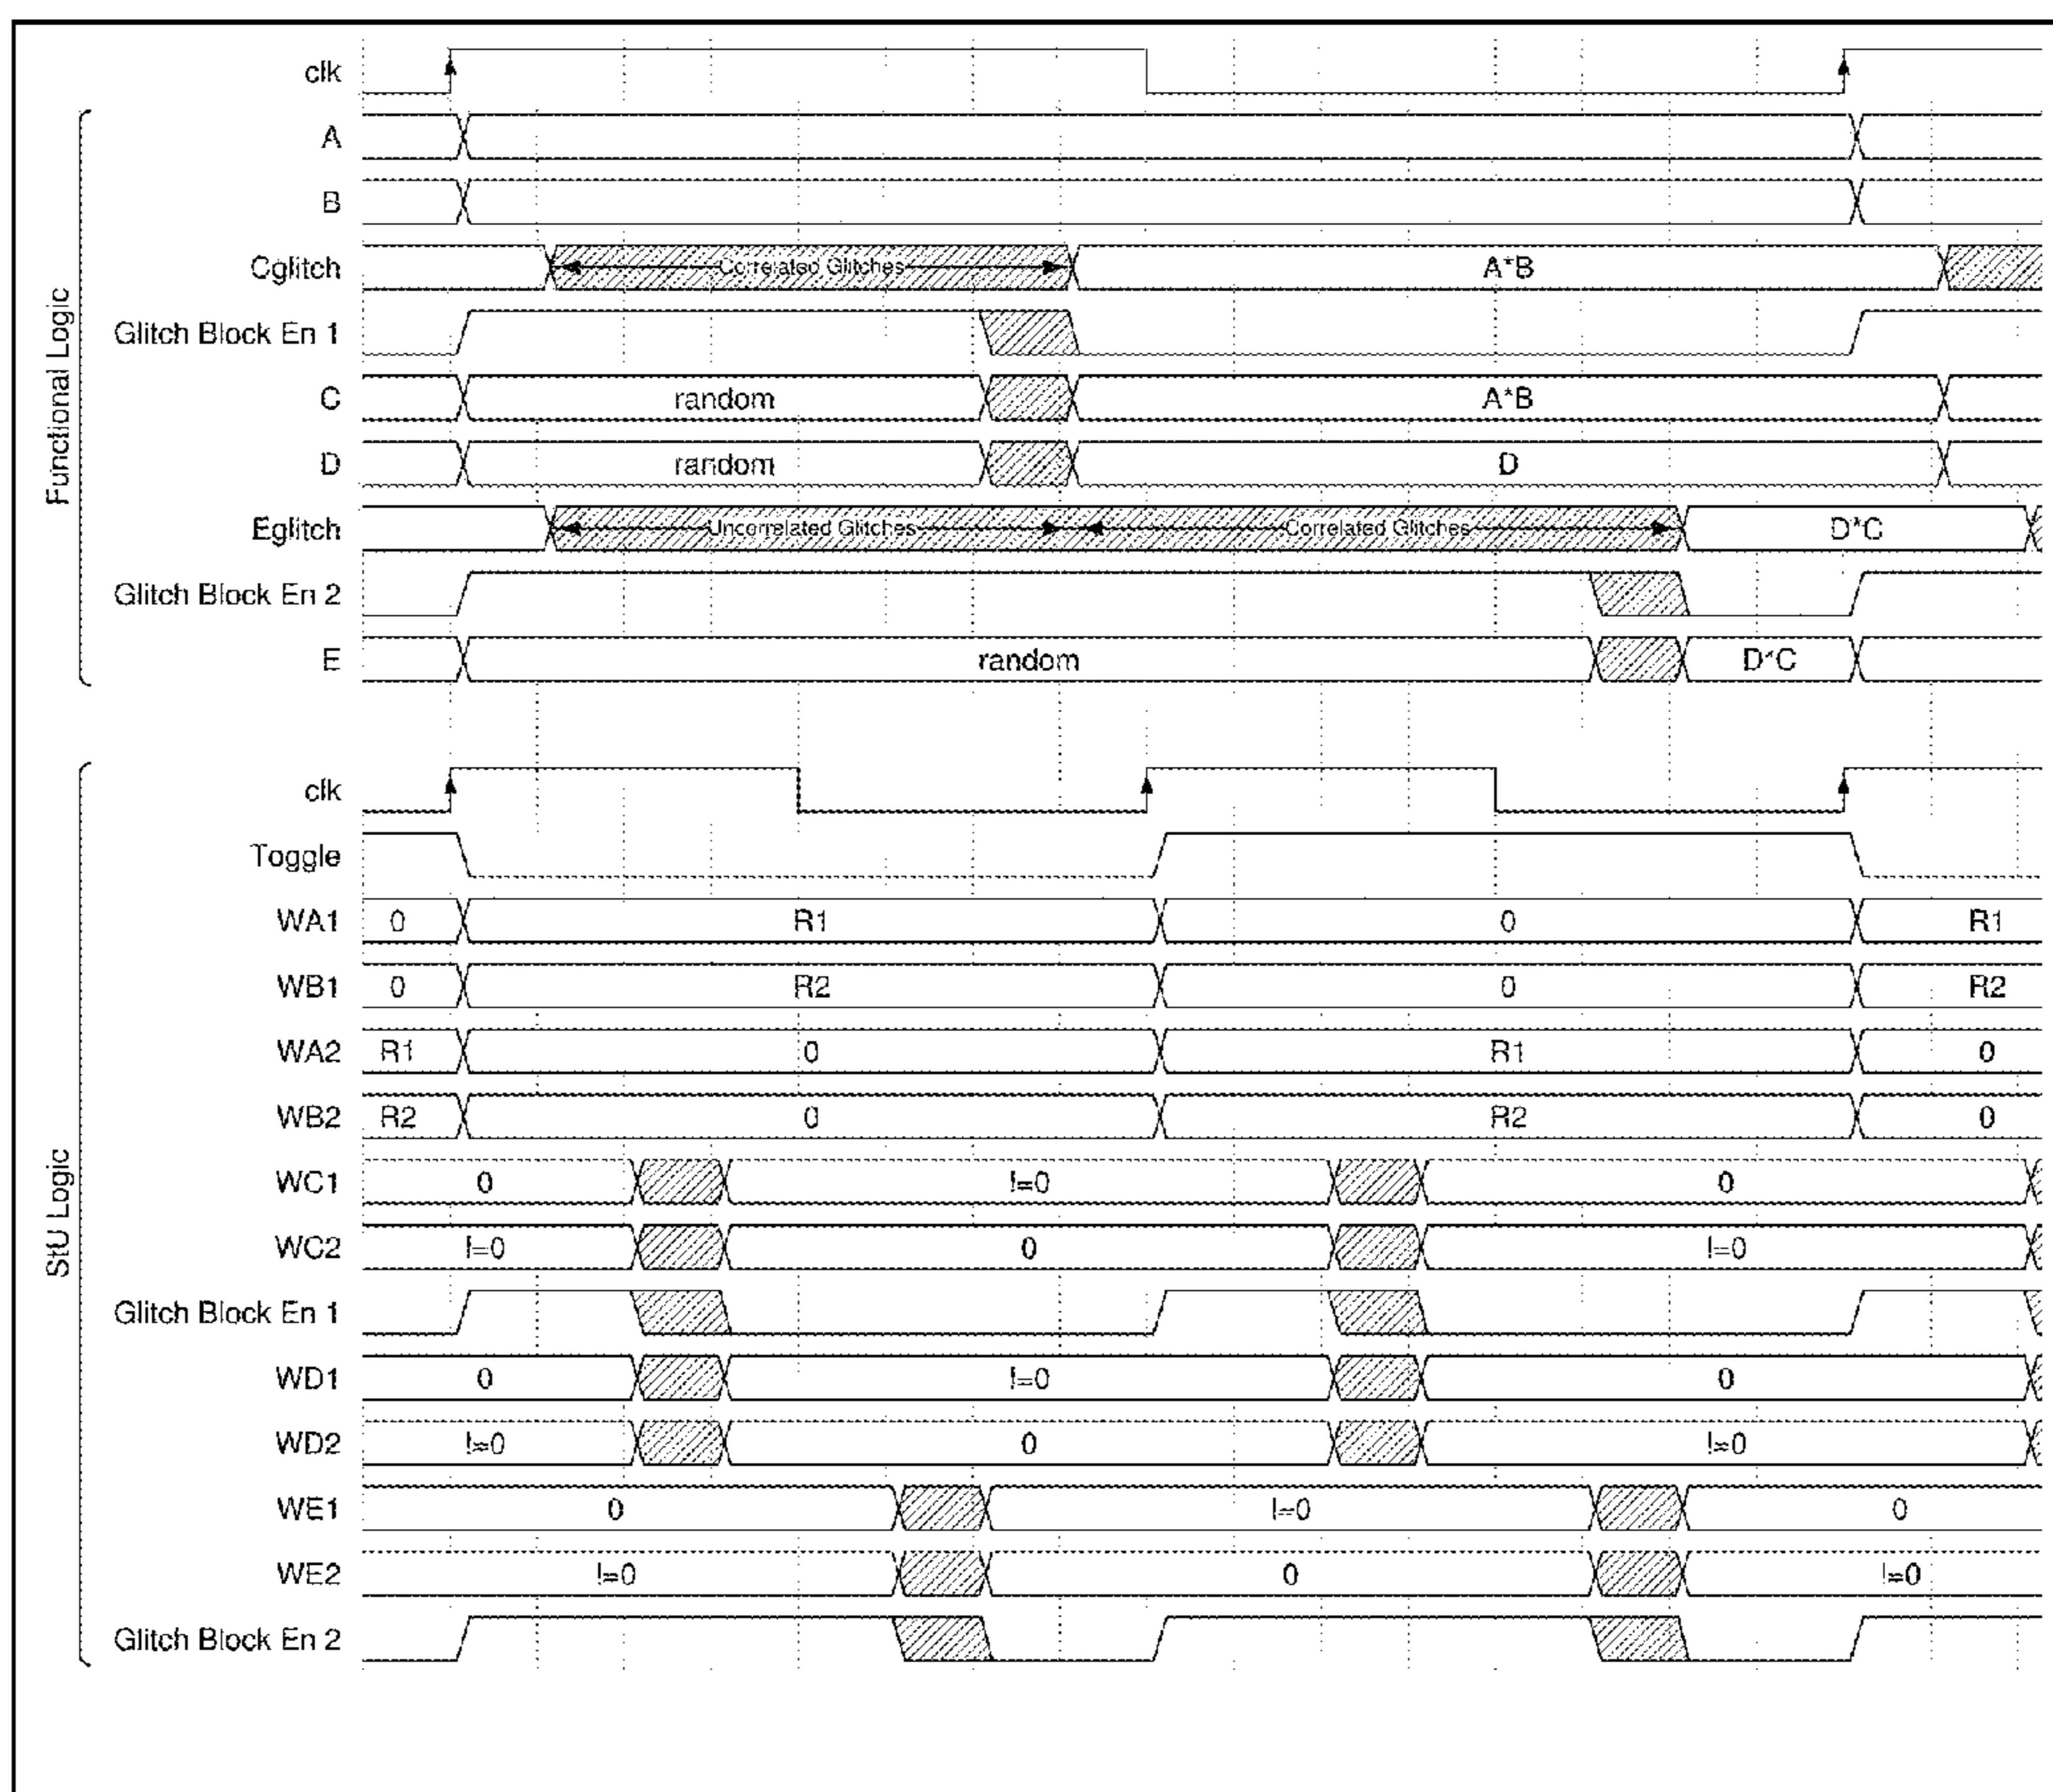 clk
A
B
Cglitch Correlated Glitches A*B
Glitch Block En 1
C random A*B
D random D
Eglitch Uncorrelated Glitches Correlated Glitches D*C
Glitch Block En 2
E random D*C
Functional Logic
clk
Toggle
WA1 0 R1 0 R1
WB1 0 R2 0 R2
WA2 R1 0 R1 0
WB2 R2 0 R2 0
WC1 0 !=0 0
WC2 !=0 0 !=0
Glitch Block En 1
WD1 0 !=0 0
WD2 !=0 0 !=0
WE1 0 !=0 0
WE2 !=0 0 !=0
Glitch Block En 2
StU Logic